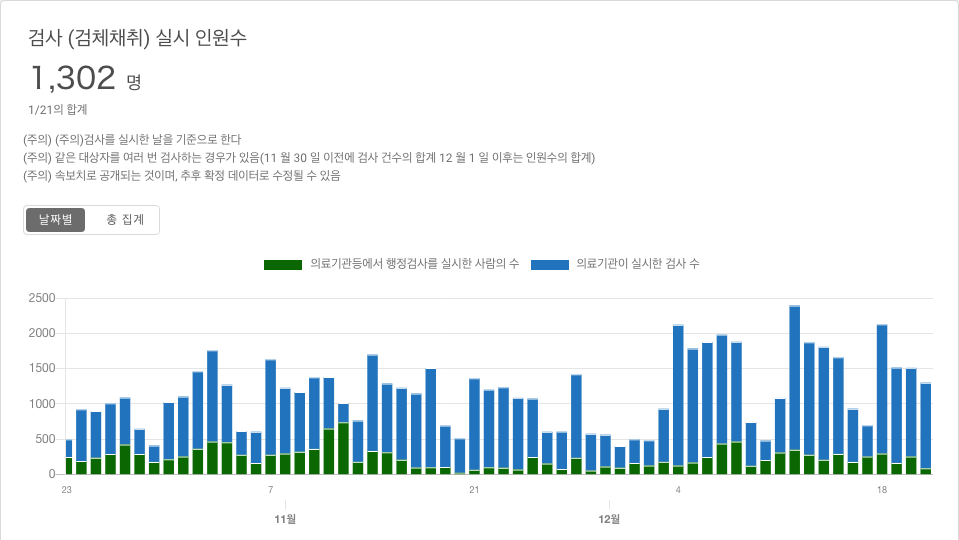 검사 (검체채취) 실시 인원수
1,302 명
1/21의 합계
(주의) (주의)검사를 실시한 날을 기준으로 한다
(주의) 같은 대상자를 여러 번 검사하는 경우가 있음(11 월 30 일 이전에 검사 건수의 합계 12 월 1 일 이후는 인원수의 합계)
(주의) 속보치로 공개되는 것이며, 추후 확정 데이터로 수정될 수 있음
날짜별 총 집계
의료기관등에서 행정검사를 실시한 사람의 수 의료기관이 실시한 검사 수
2500
2000
1500
1000
500
0
23 7 21 4 18
11월 12월